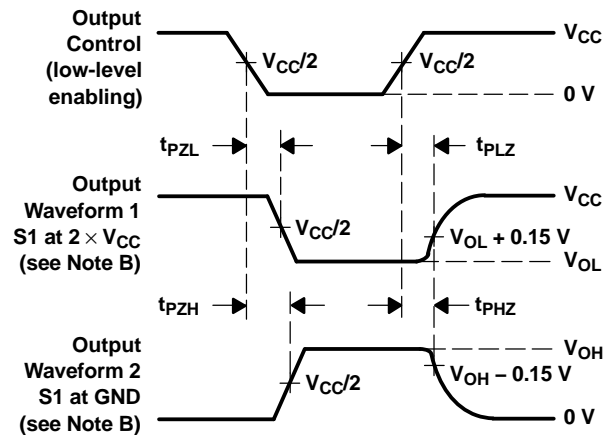 Output
Control
(low-level
enabling)
VCC/2
VCC/2
VCC
0 V
tPZL
tPLZ
Output
Waveform 1
S1 at 2 × VCC
(see Note B)
VCC/2
VCC
VOL + 0.15 V
VOL
tPZH
tPHZ
Output
Waveform 2
S1 at GND
(see Note B)
VCC/2
VOH
VOH – 0.15 V
0 V